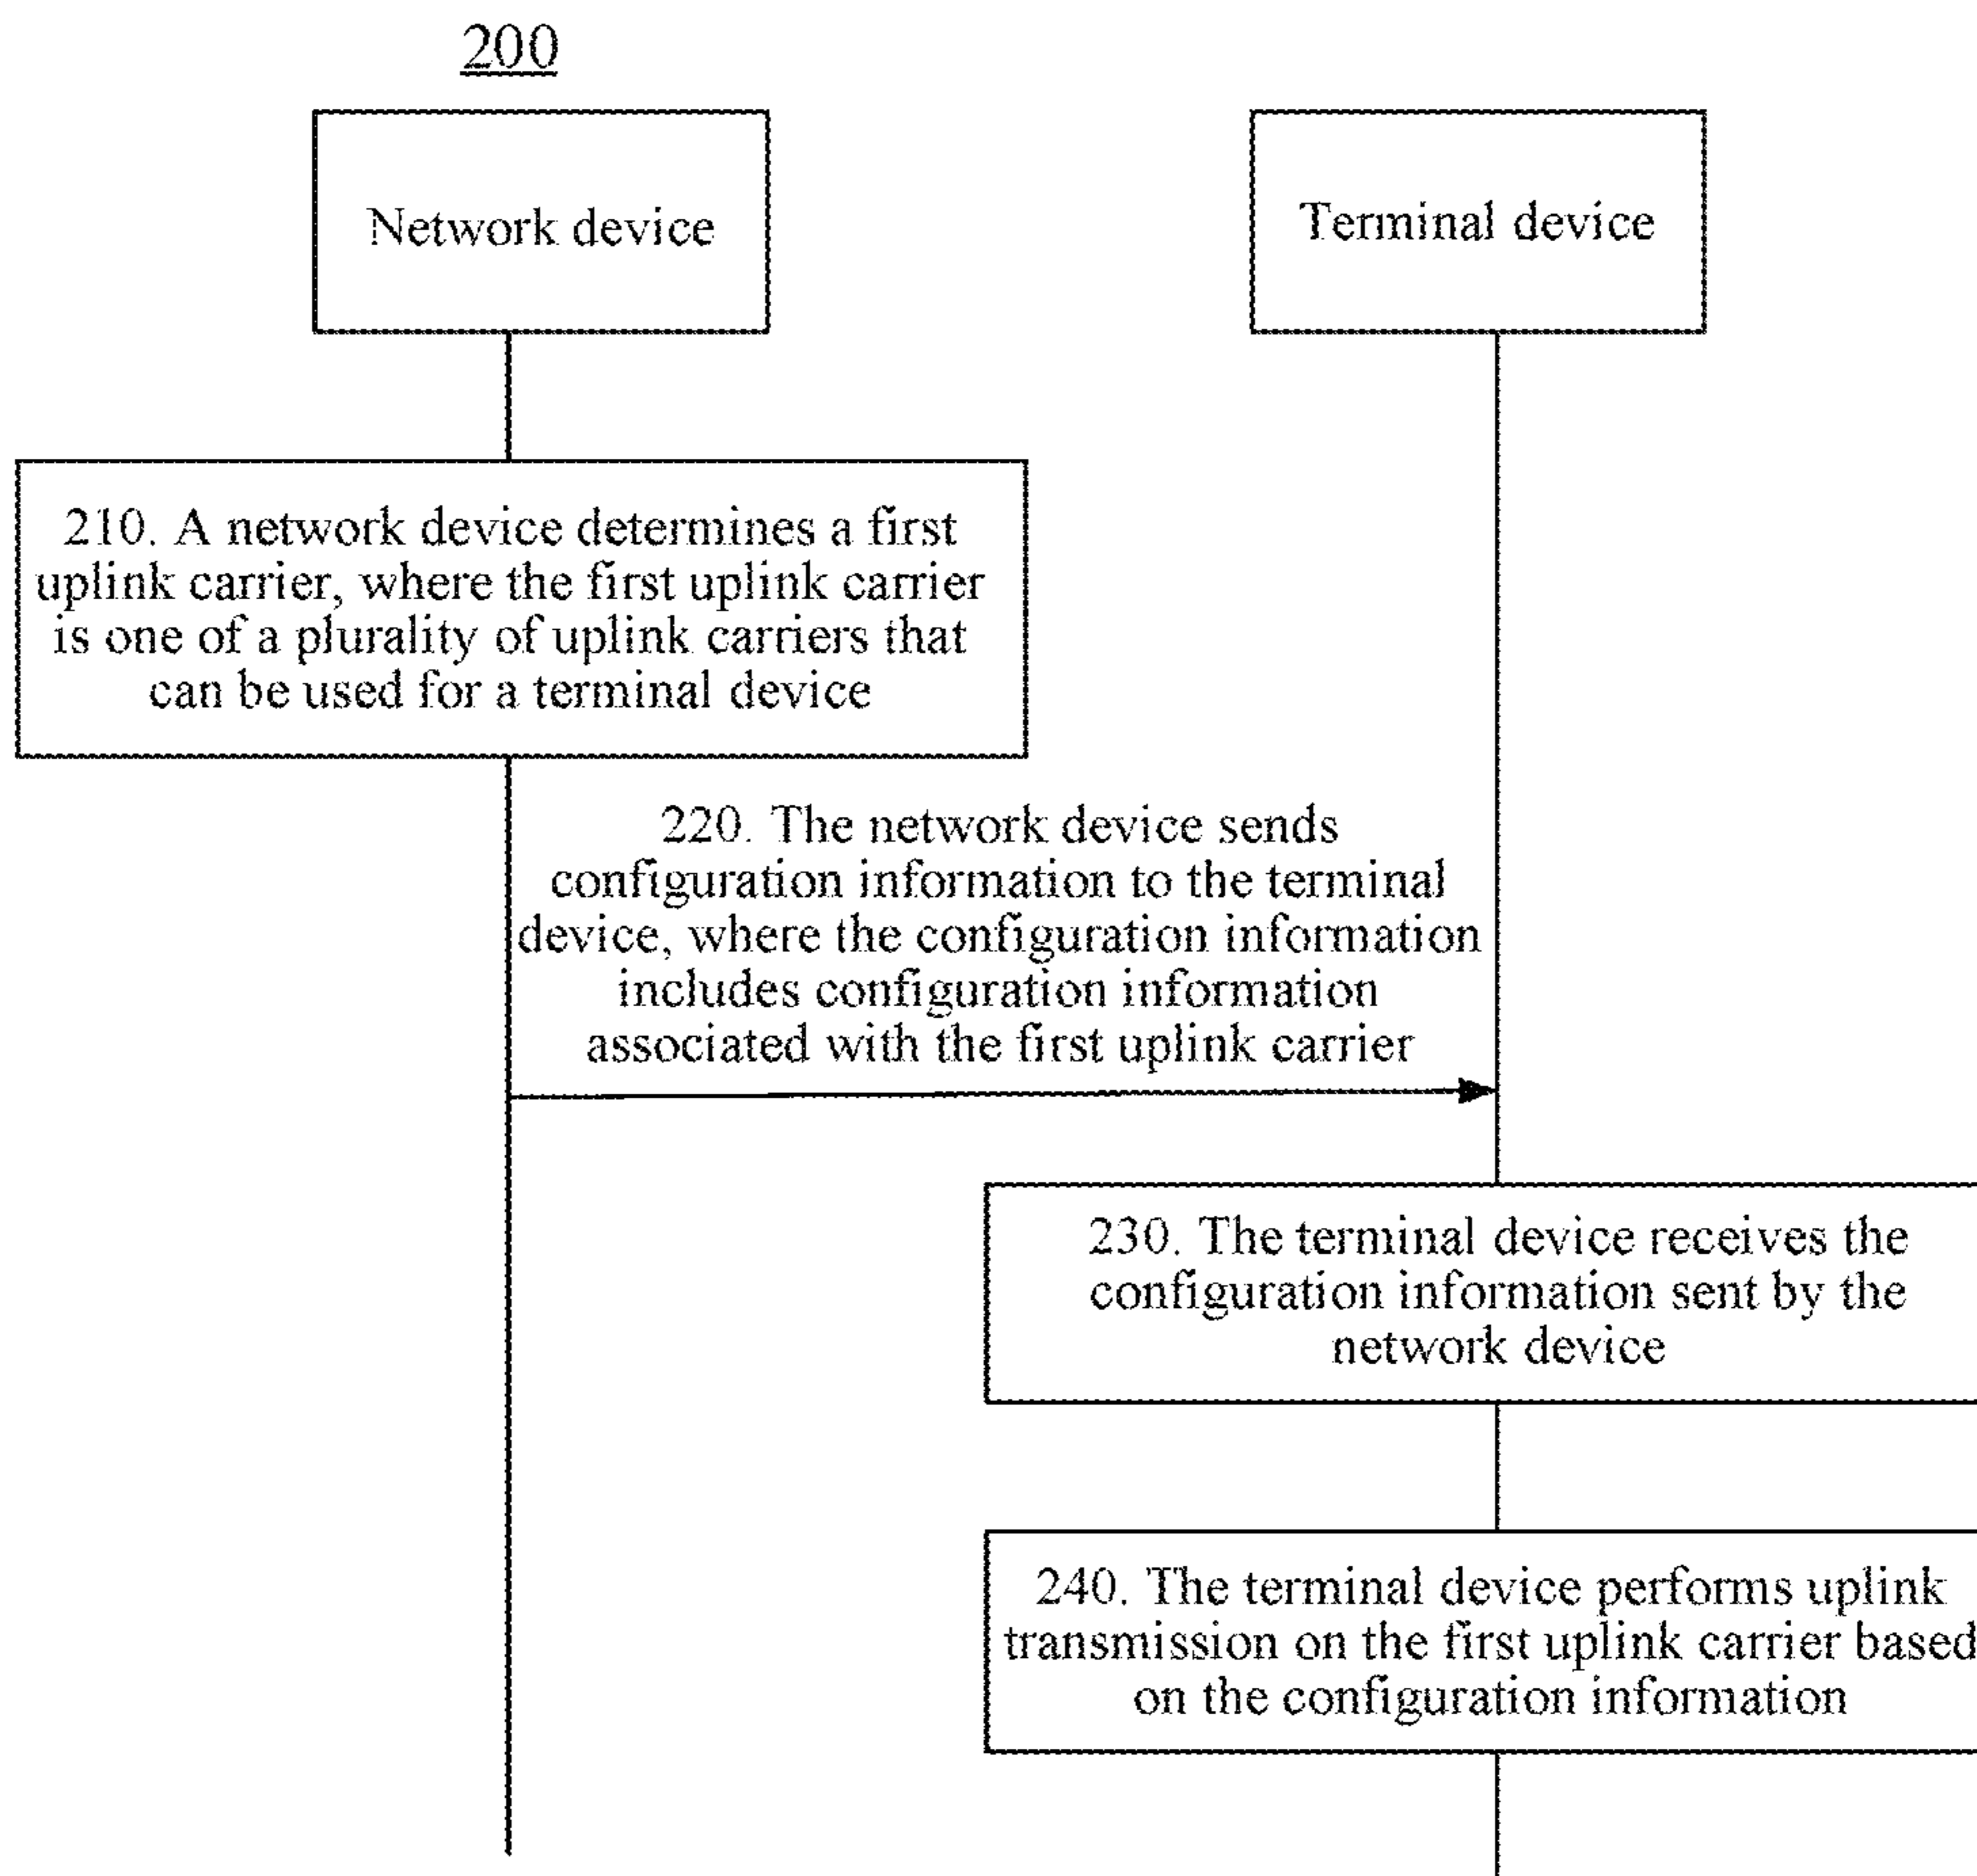 200
Network device
Terminal device
210. A network device determines a first
uplink carrier, where the first uplink carrier
is one of a plurality of uplink carriers that
can be used for a terminal device
220. The network device sends
configuration information to the terminal
device, where the configuration information
includes configuration information
associated with the first uplink carrier
230. The terminal device receives the
configuration information sent by the
network device
240. The terminal device performs uplink
transmission on the first uplink carrier based
on the configuration information